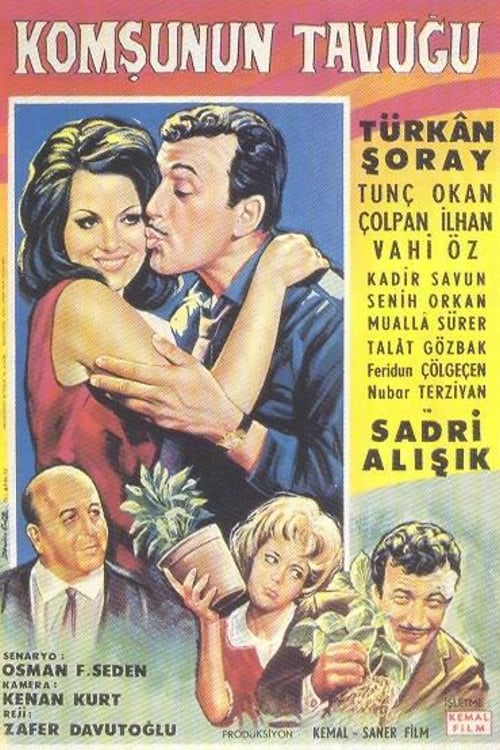 KOMŞUNUN TAVUĞU
TÜRKÂN
ŞORAY
TUNÇ OKAN
ÇOLPAN İLHAN
VAHİ ÖZ
KADİR SAVUN
SENİH ORKAN
MUALLÂ SÜRER
TALÂT GÖZBAK
Feridun ÇÖLGEÇEN
Nubar TERZİYAN
ve
SADRİ
ALIŞIK
SENARYO :
OSMAN F. SEDEN
KAMERA :
KENAN KURT
REJİ :
ZAFER DAVUTOĞLU
PRODÜKSİYON : KEMAL - SANER FİLM
İŞLETME
KEMAL
FİLM